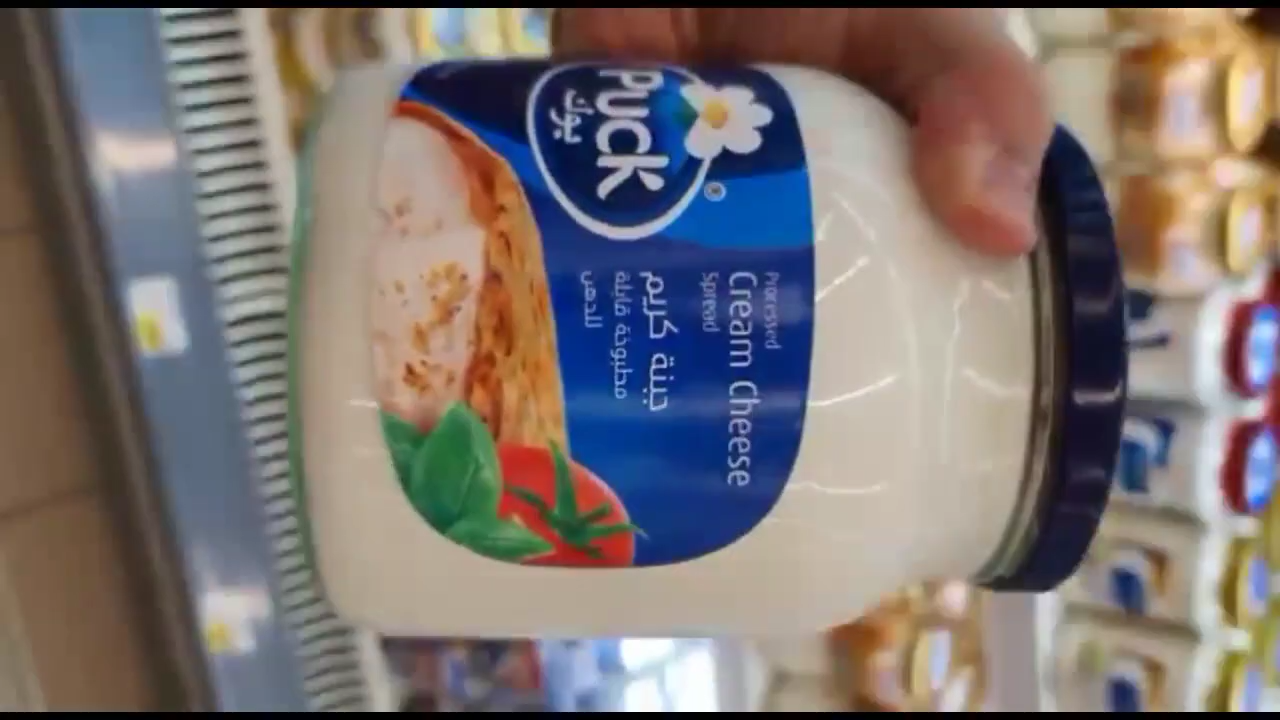 Puck
بوك
®
Processed
Cream Cheese
Spread
جبنة كريم
مطبوخة قابلة
للدهن